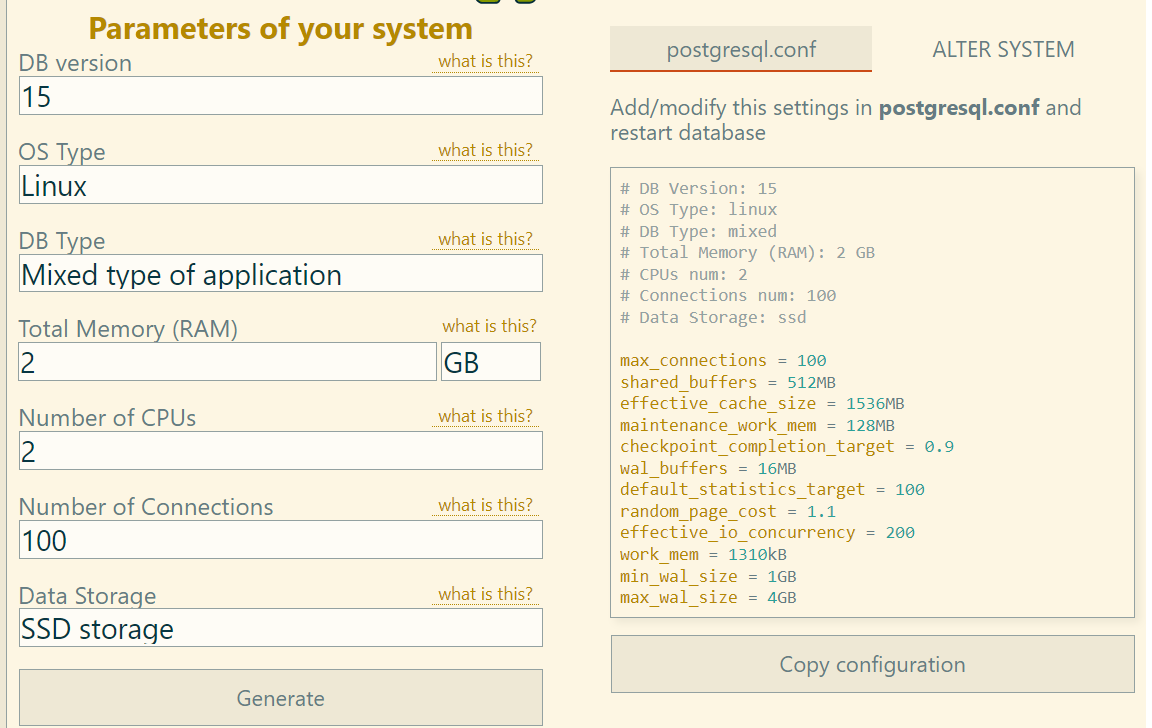 Parameters of your system
DB version what is this?
15
OS Type what is this?
Linux
DB Type what is this?
Mixed type of application
Total Memory (RAM) what is this?
2 GB
Number of CPUs what is this?
2
Number of Connections what is this?
100
Data Storage what is this?
SSD storage
Generate
postgresql.conf ALTER SYSTEM
Add/modify this settings in postgresql.conf and
restart database
# DB Version: 15
# OS Type: linux
# DB Type: mixed
# Total Memory (RAM): 2 GB
# CPUs num: 2
# Connections num: 100
# Data Storage: ssd
max_connections = 100
shared_buffers = 512MB
effective_cache_size = 1536MB
maintenance_work_mem = 128MB
checkpoint_completion_target = 0.9
wal_buffers = 16MB
default_statistics_target = 100
random_page_cost = 1.1
effective_io_concurrency = 200
work_mem = 1310kB
min_wal_size = 1GB
max_wal_size = 4GB
Copy configuration